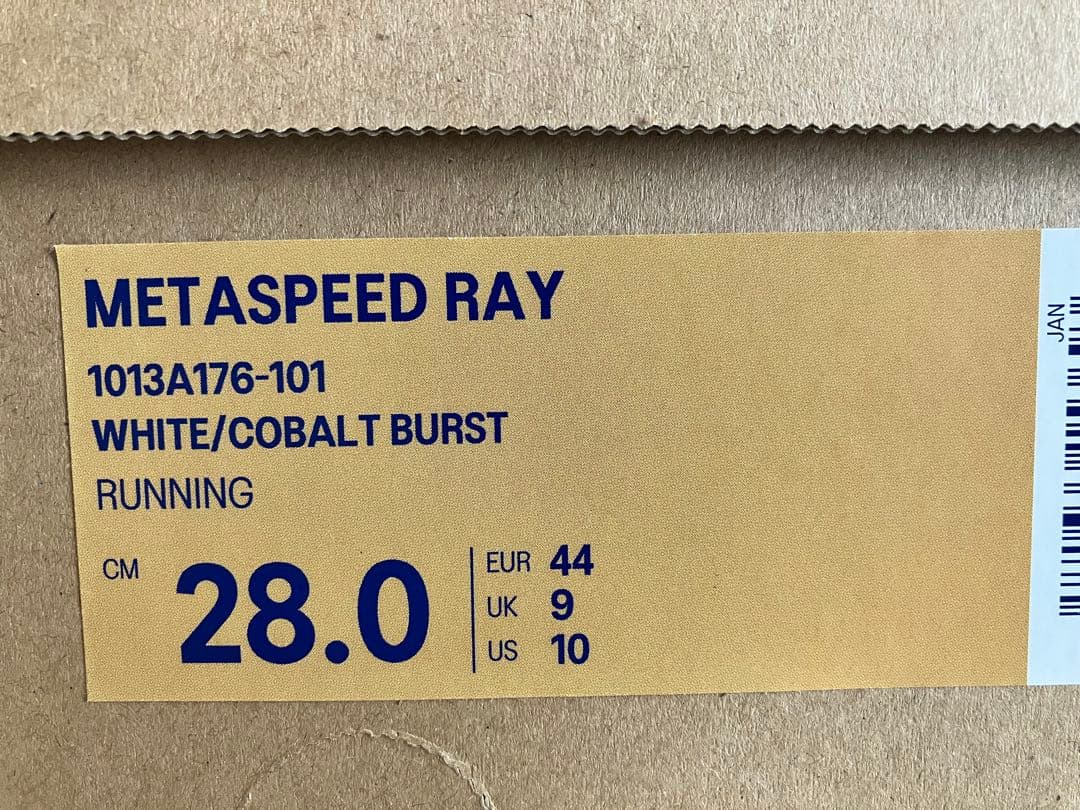 METASPEED RAY
1013A176-101
WHITE/COBALT BURST
RUNNING
CM 28.0
EUR 44
UK 9
US 10
JAN